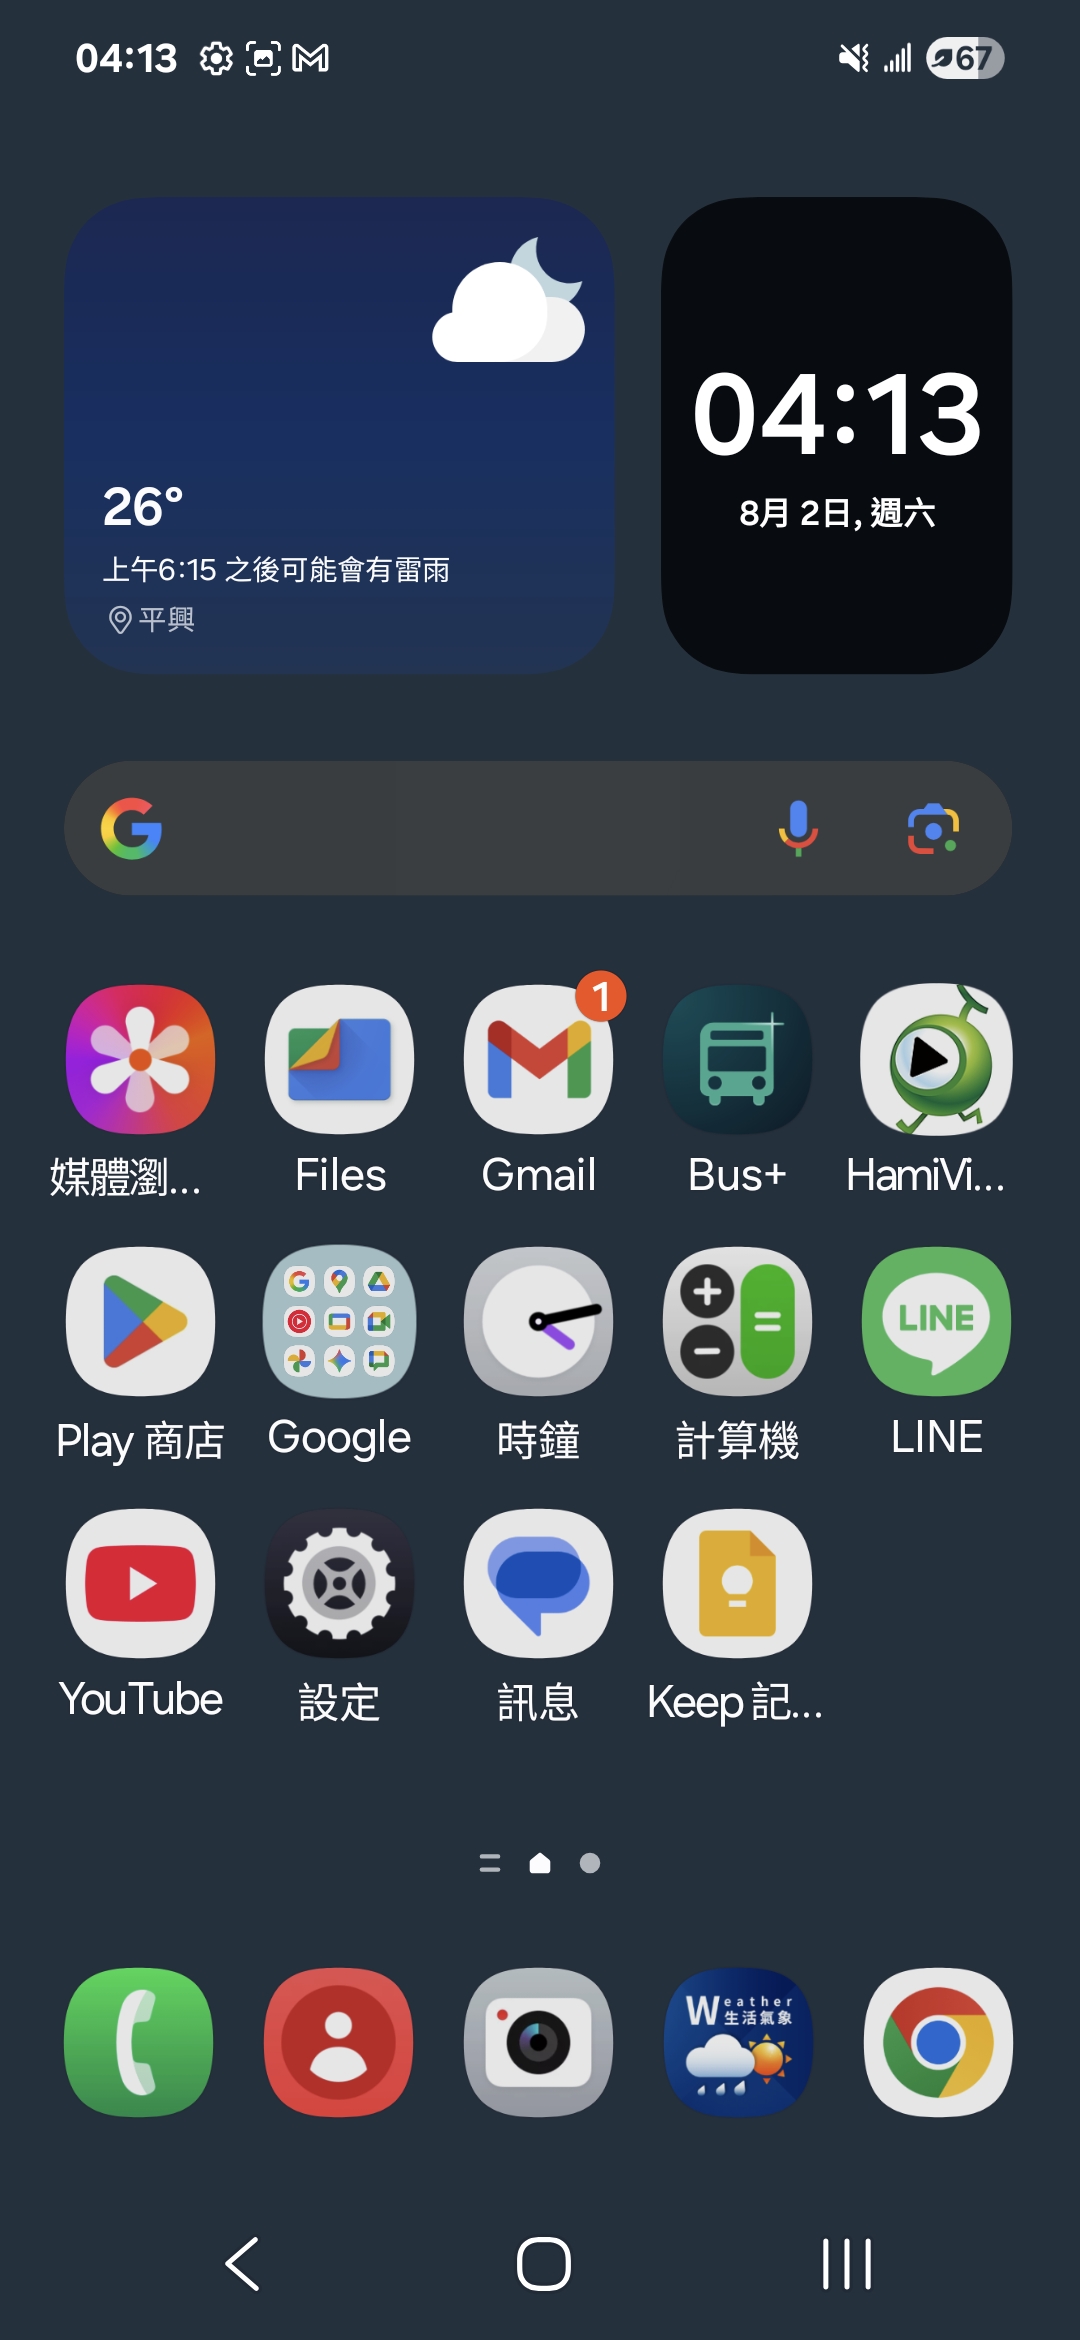 04:13
67
26°
上午6:15 之後可能會有雷雨
平興
04:13
8月 2日, 週六
1
媒體瀏...
Files
Gmail
Bus+
HamiVi...
Play 商店
Google
時鐘
計算機
LINE
LINE
YouTube
設定
訊息
Keep 記...
Weather
生活氣象